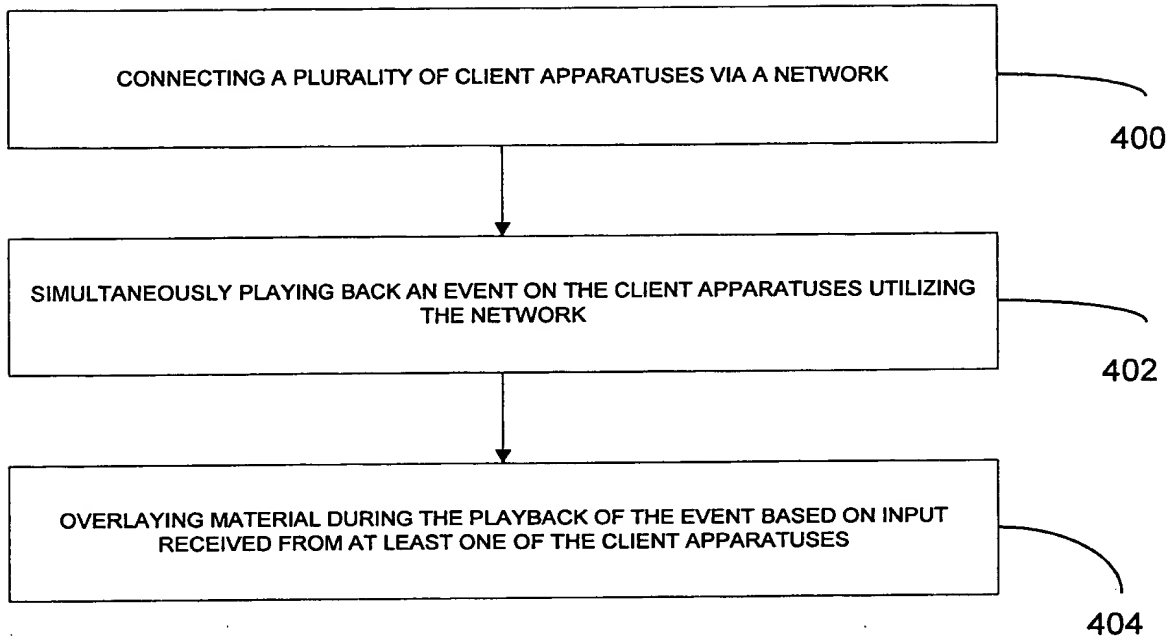 CONNECTING A PLURALITY OF CLIENT APPARATUSES VIA A NETWORK
400
SIMULTANEOUSLY PLAYING BACK AN EVENT ON THE CLIENT APPARATUSES UTILIZING
THE NETWORK
402
OVERLAYING MATERIAL DURING THE PLAYBACK OF THE EVENT BASED ON INPUT
RECEIVED FROM AT LEAST ONE OF THE CLIENT APPARATUSES
404